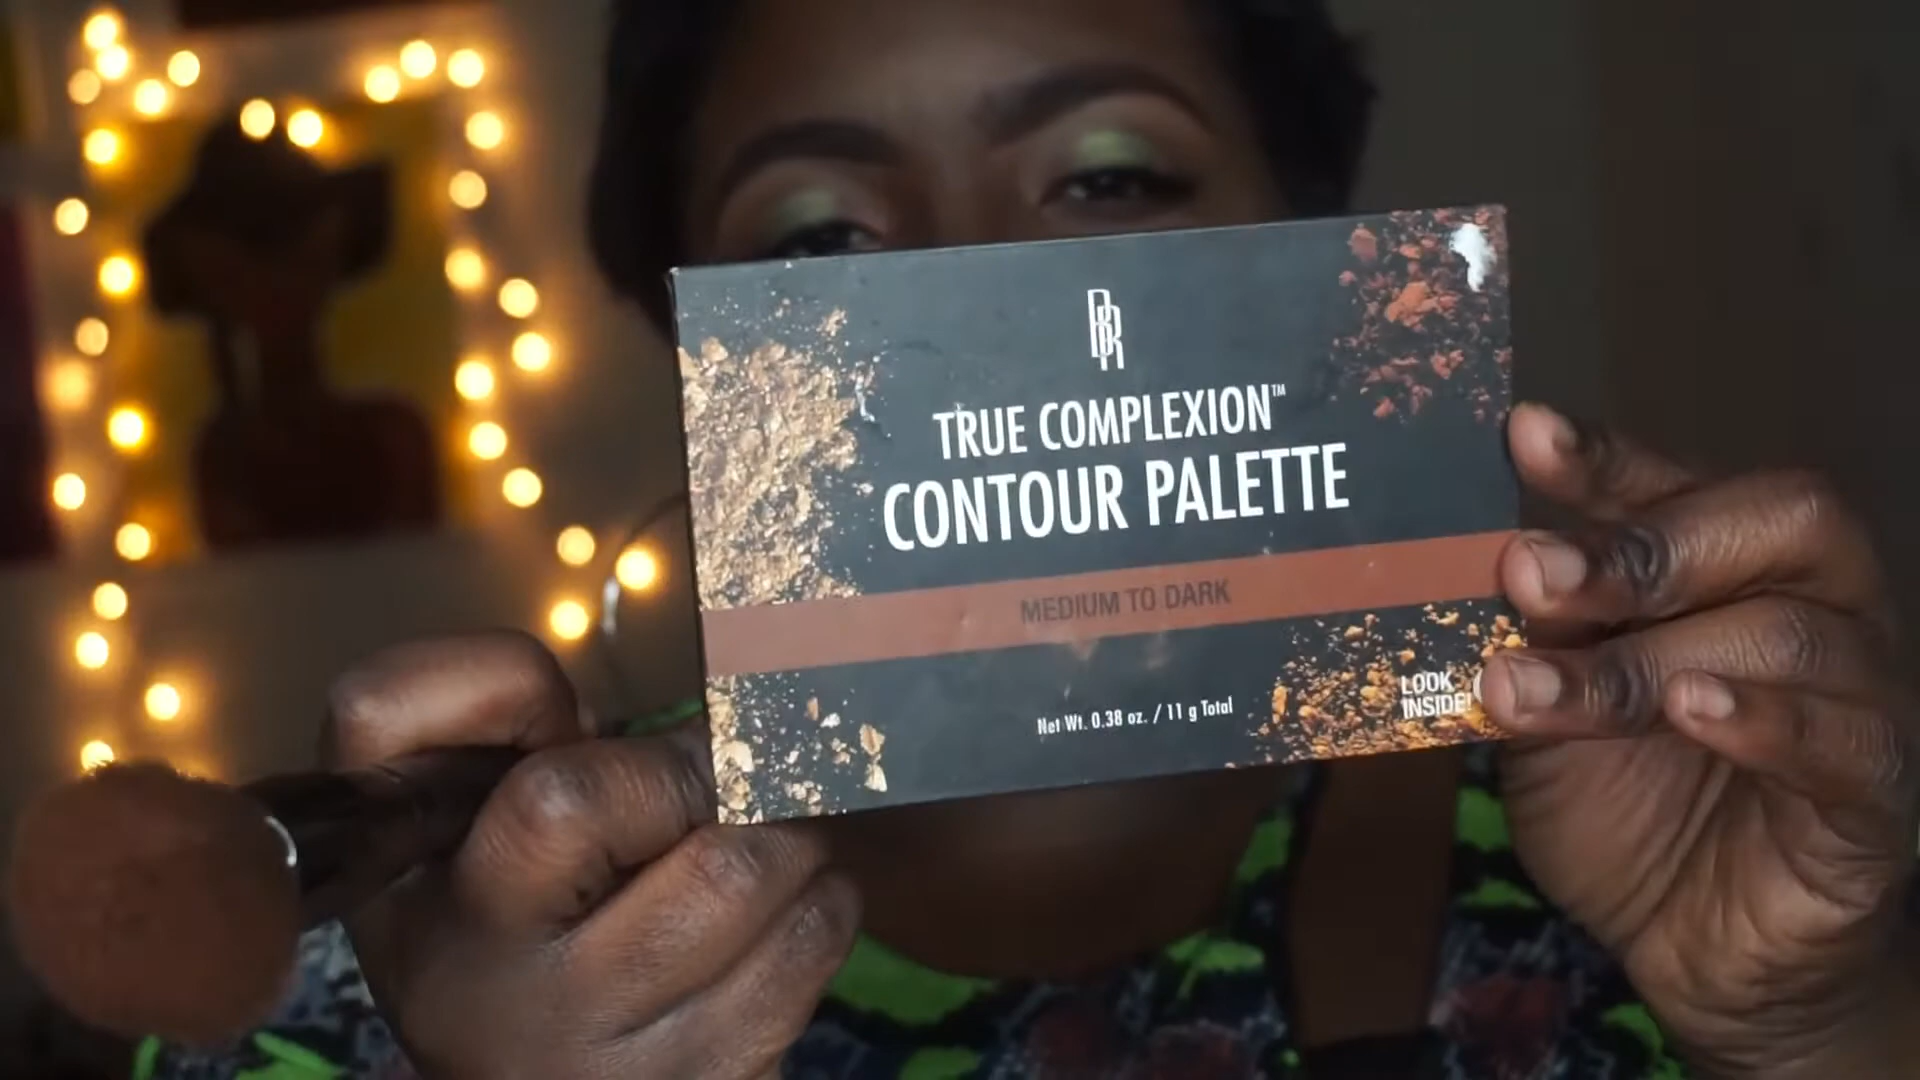 BR
TRUE COMPLEXION™
CONTOUR PALETTE
MEDIUM TO DARK
Net Wt. 0.38 oz. / 11 g Total
LOOK
INSIDE!